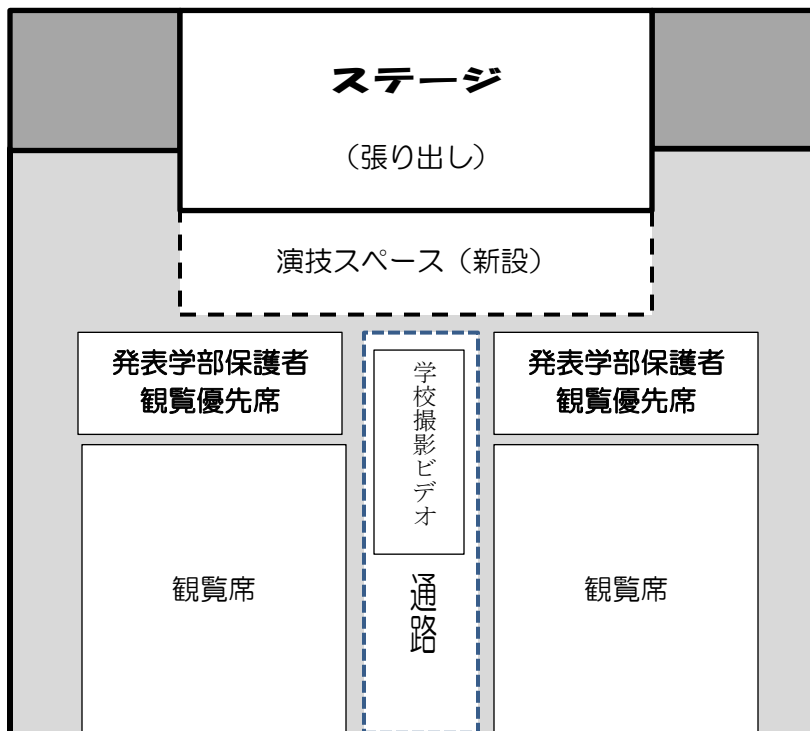 ステージ
（張り出し）
演技スペース（新設）
発表学部保護者
観覧優先席
学校撮影ビデオ
発表学部保護者
観覧優先席
観覧席
通路
観覧席